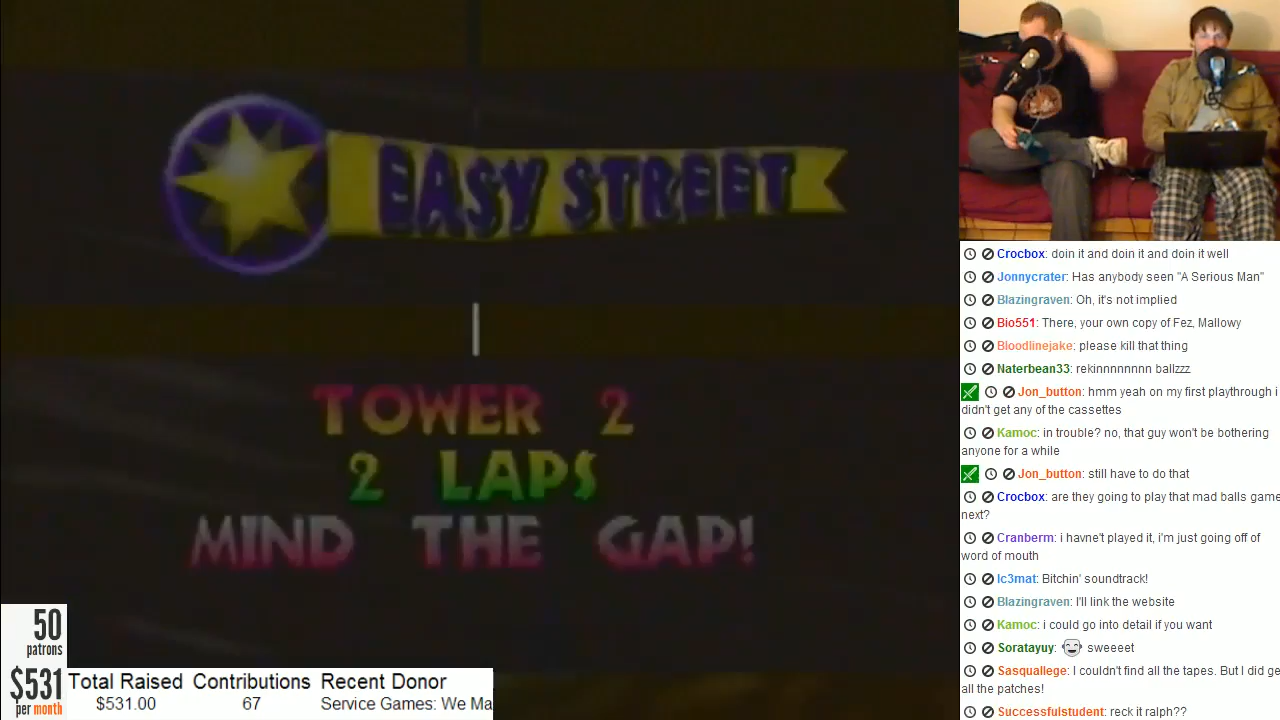 EASY STREET
TOWER 2
2 LAPS
MIND THE GAP!
50
patrons
$531
per month
Total Raised Contributions Recent Donor
$531.00 67 Service Games: We Ma
Crocbox: doin it and doin it and doin it well
Jonnycrater: Has anybody seen "A Serious Man"
Blazingraven: Oh, it's not implied
Bio551: There, your own copy of Fez, Mallowy
Bloodlinejake: please kill that thing
Naterbean33: rekinnnnnnn ballzzz
Jon_button: hmm yeah on my first playthrough i
didn't get any of the cassettes
Kamoc: in trouble? no, that guy won't be bothering
anyone for a while
Jon_button: still have to do that
Crocbox: are they going to play that mad balls game
next?
Cranberm: i havne't played it, i'm just going off of
word of mouth
Ic3mat: Bitchin' soundtrack!
Blazingraven: I'll link the website
Kamoc: i could go into detail if you want
Soratayuy: sweeeet
Sasquallege: I couldn't find all the tapes. But I did ge
all the patches!
Successfulstudent: reck it ralph??